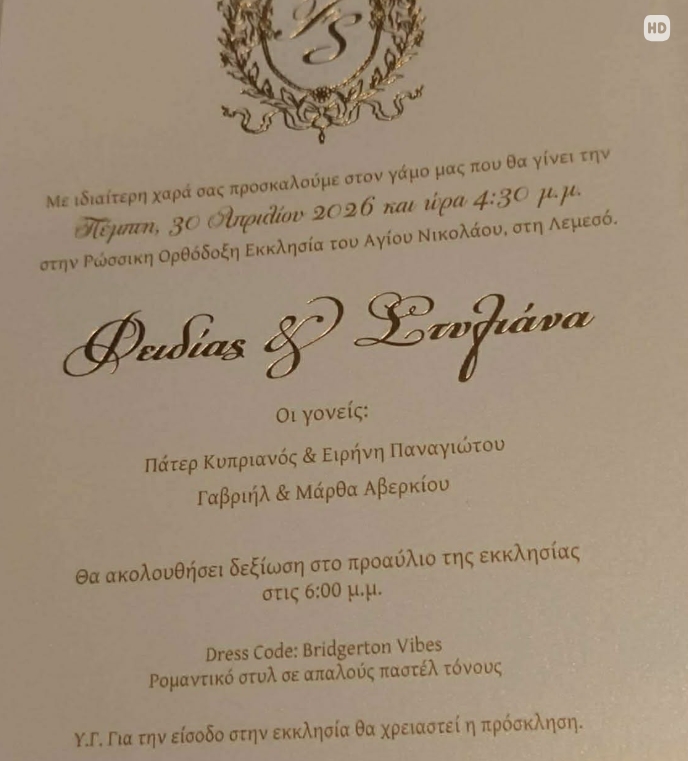 HD
S
Με ιδιαίτερη χαρά σας προσκαλούμε στον γάμο μας που θα γίνει την
Πέμπτη, 30 Απριλίου 2026 και ώρα 4:30 μ.μ.
στην Ρώσσικη Ορθόδοξη Εκκλησία του Αγίου Νικολάου, στη Λεμεσό.
Φειδίας & Στυλιάνα
Οι γονείς:
Πάτερ Κυπριανός & Ειρήνη Παναγιώτου
Γαβριήλ & Μάρθα Αβερκίου
Θα ακολουθήσει δεξίωση στο προαύλιο της εκκλησίας
στις 6:00 μ.μ.
Dress Code: Bridgerton Vibes
Ρομαντικό στυλ σε απαλούς παστέλ τόνους
Υ.Γ. Για την είσοδο στην εκκλησία θα χρειαστεί η πρόσκληση.